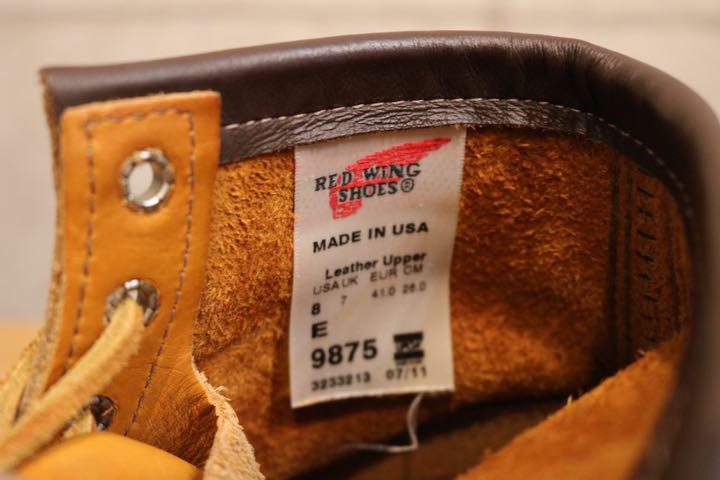 RED WING
SHOES®
MADE IN USA
Leather Upper
USA UK EUR CM
8 7 41.0 26.0
E
9875
3233213 07/11